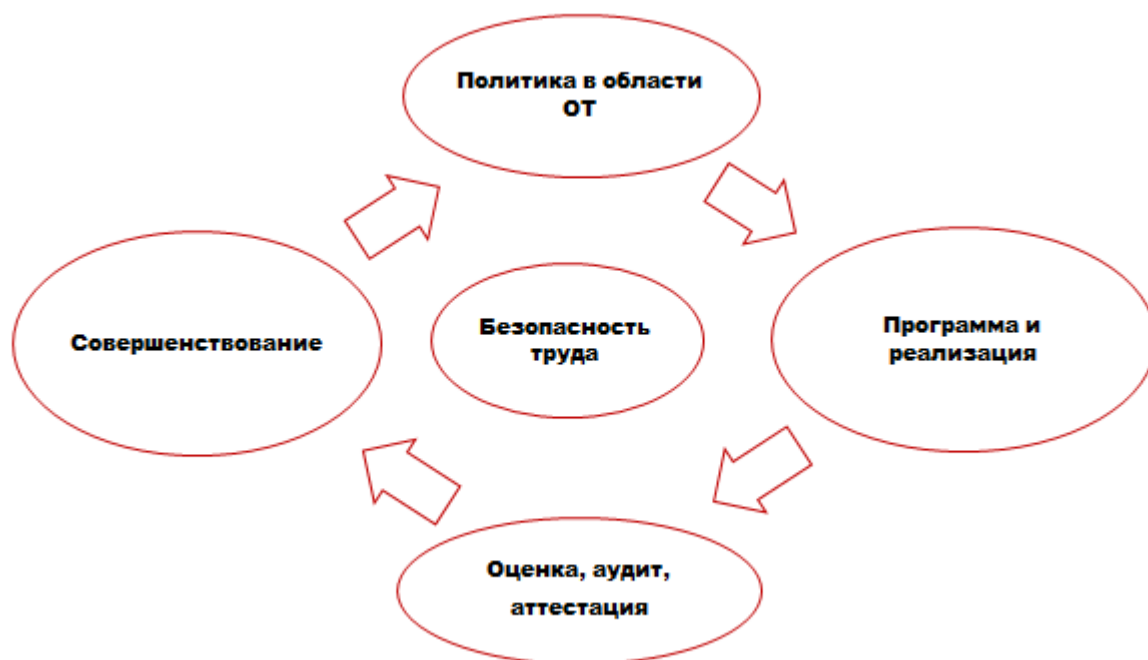 Политика в области
ОТ
Совершенствование
Безопасность
труда
Программа и
реализация
Оценка, аудит,
аттестация